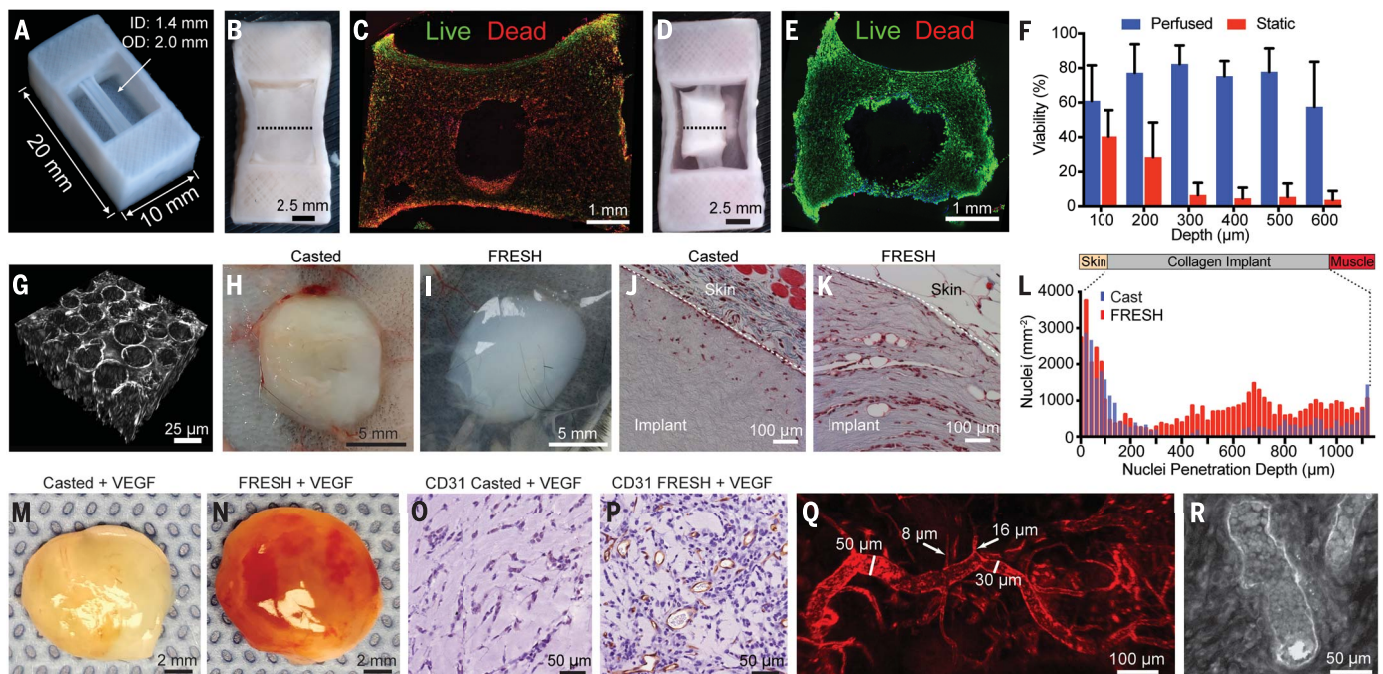 A
ID: 1.4 mm
OD: 2.0 mm
20 mm
10 mm
B
2.5 mm
C
Live Dead
1 mm
D
2.5 mm
E
Live Dead
1 mm
F
Perfused Static
Viability (%)
100
80
60
40
20
0
100 200 300 400 500 600
Depth (µm)
G
25 µm
H
Casted
5 mm
I
FRESH
5 mm
J
Casted
Skin
Implant
100 µm
K
FRESH
Skin
Implant
100 µm
Skin Collagen Implant Muscle
L
Cast
FRESH
Nuclei (mm-2)
4000
3000
2000
1000
0
0 200 400 600 800 1000
Nuclei Penetration Depth (µm)
M
Casted + VEGF
2 mm
N
FRESH + VEGF
2 mm
O
CD31 Casted + VEGF
50 µm
P
CD31 FRESH + VEGF
50 µm
Q
50 µm
8 µm
16 µm
30 µm
100 µm
R
50 µm